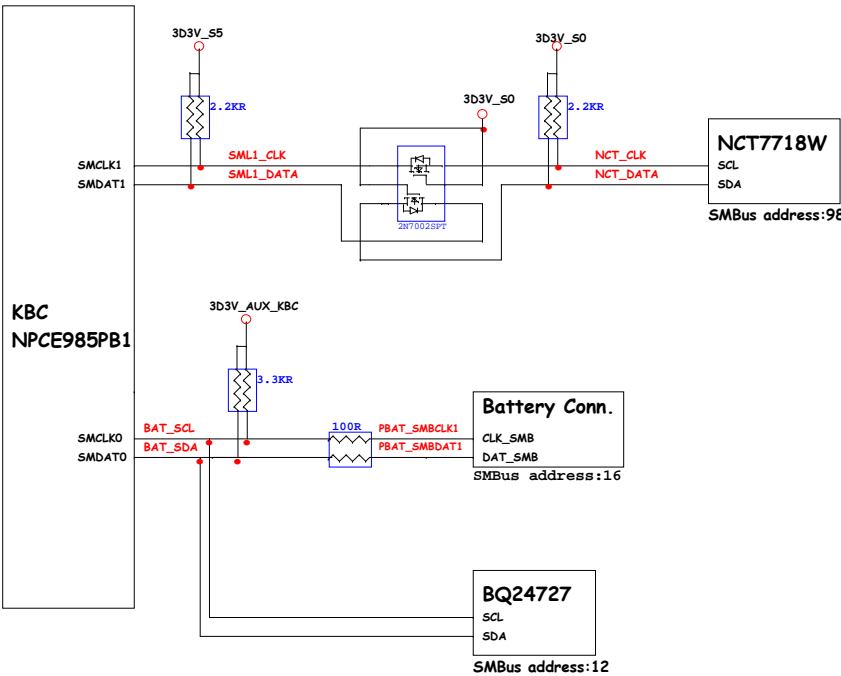 3D3V_S5
3D3V_S0
2.2KR
3D3V_S0
2.2KR
NCT7718W
SMCLK1
SML1_CLK
NCT_CLK
SCL
SMDAT1
SML1_DATA
NCT_DATA
SDA
2N7002SPT
SMBus address:98
KBC
NPCE985PB1
3D3V_AUX_KBC
3.3KR
Battery Conn.
SMCLK0
BAT_SCL
100R
PBAT_SMBCLK1
CLK_SMB
SMDAT0
BAT_SDA
PBAT_SMBDAT1
DAT_SMB
SMBus address:16
BQ24727
SCL
SDA
SMBus address:12